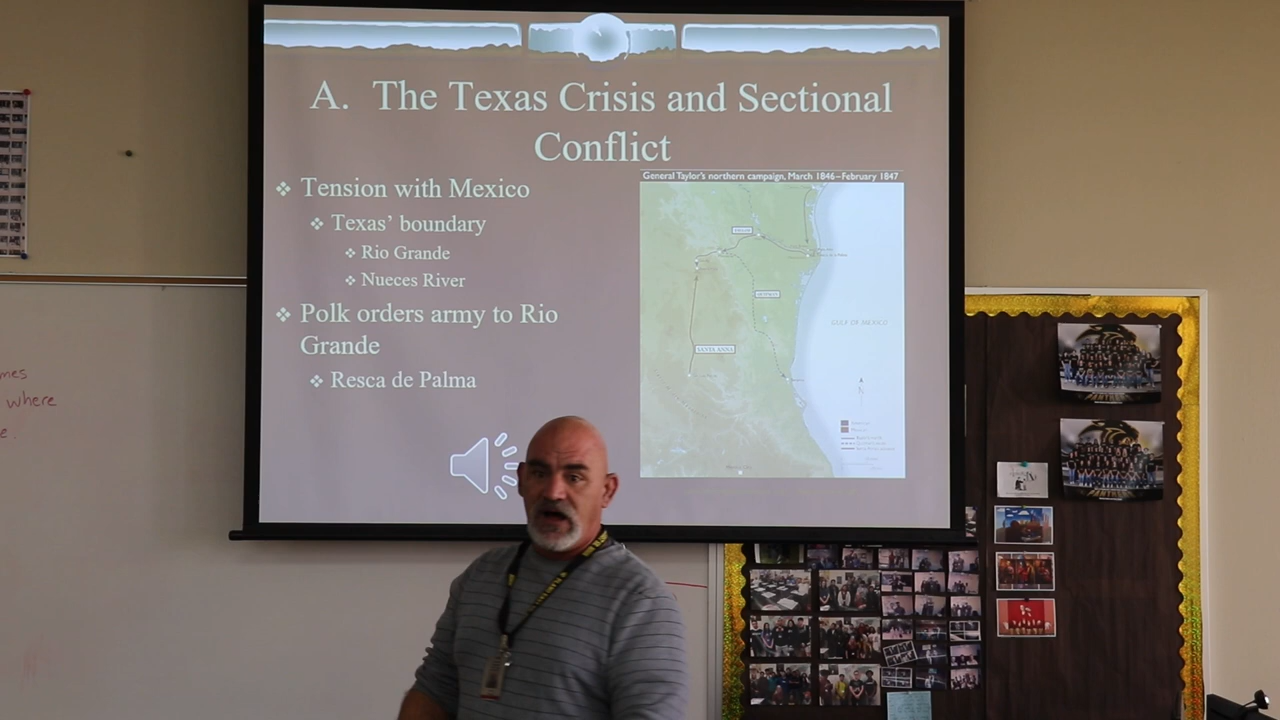 A. The Texas Crisis and Sectional
Conflict
Tension with Mexico
Texas' boundary
Rio Grande
Nueces River
Polk orders army to Rio
Grande
Resca de Palma
General Taylor's northern campaign, March 1846–February 1847
GULF OF MEXICO
SANTA ANNA
mes
where
e.